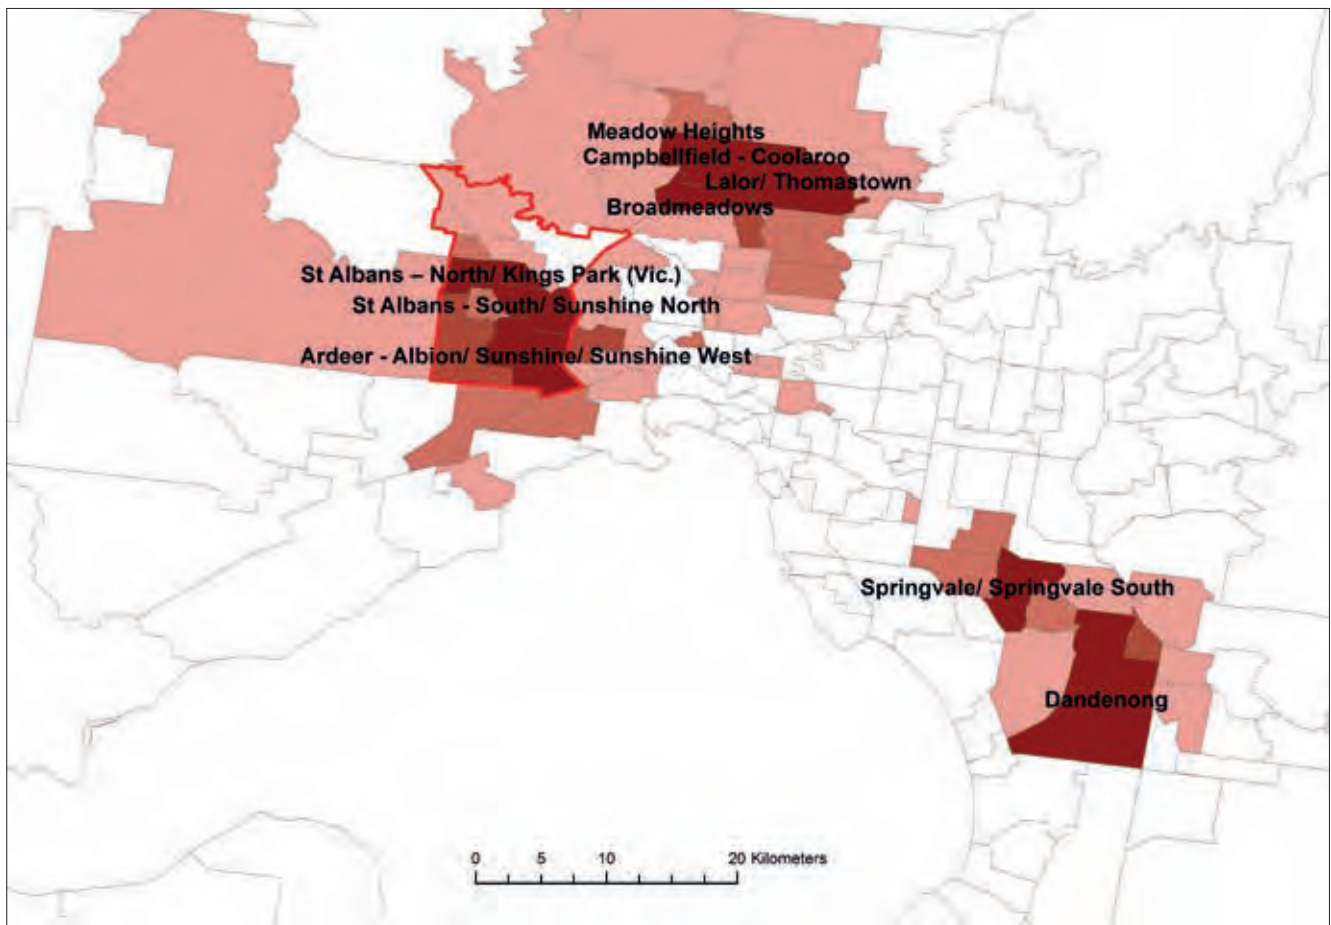 Meadow Heights
Campbellfield - Coolaroo
Lalor/ Thomastown
Broadmeadows
St Albans – North/ Kings Park (Vic.)
St Albans - South/ Sunshine North
Ardeer - Albion/ Sunshine/ Sunshine West
Springvale/ Springvale South
Dandenong
0 5 10 20 Kilometers